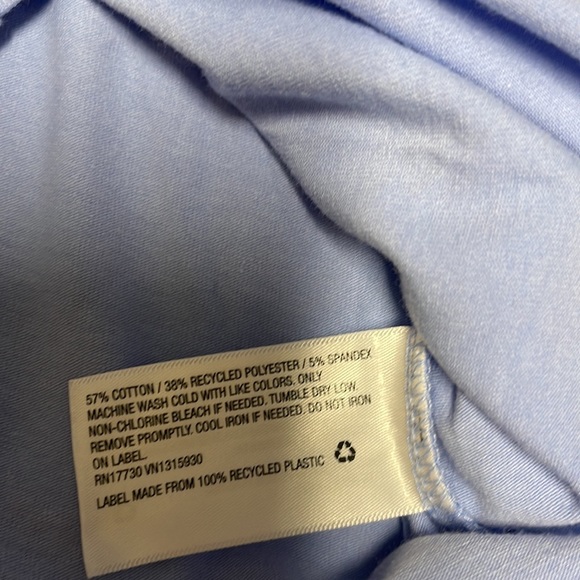 57% COTTON / 38% RECYCLED POLYESTER / 5% SPANDEX
MACHINE WASH COLD WITH LIKE COLORS. ONLY
NON-CHLORINE BLEACH IF NEEDED. TUMBLE DRY LOW.
REMOVE PROMPTLY. COOL IRON IF NEEDED. DO NOT IRON
ON LABEL.
RN17730 VN1315930
LABEL MADE FROM 100% RECYCLED PLASTIC